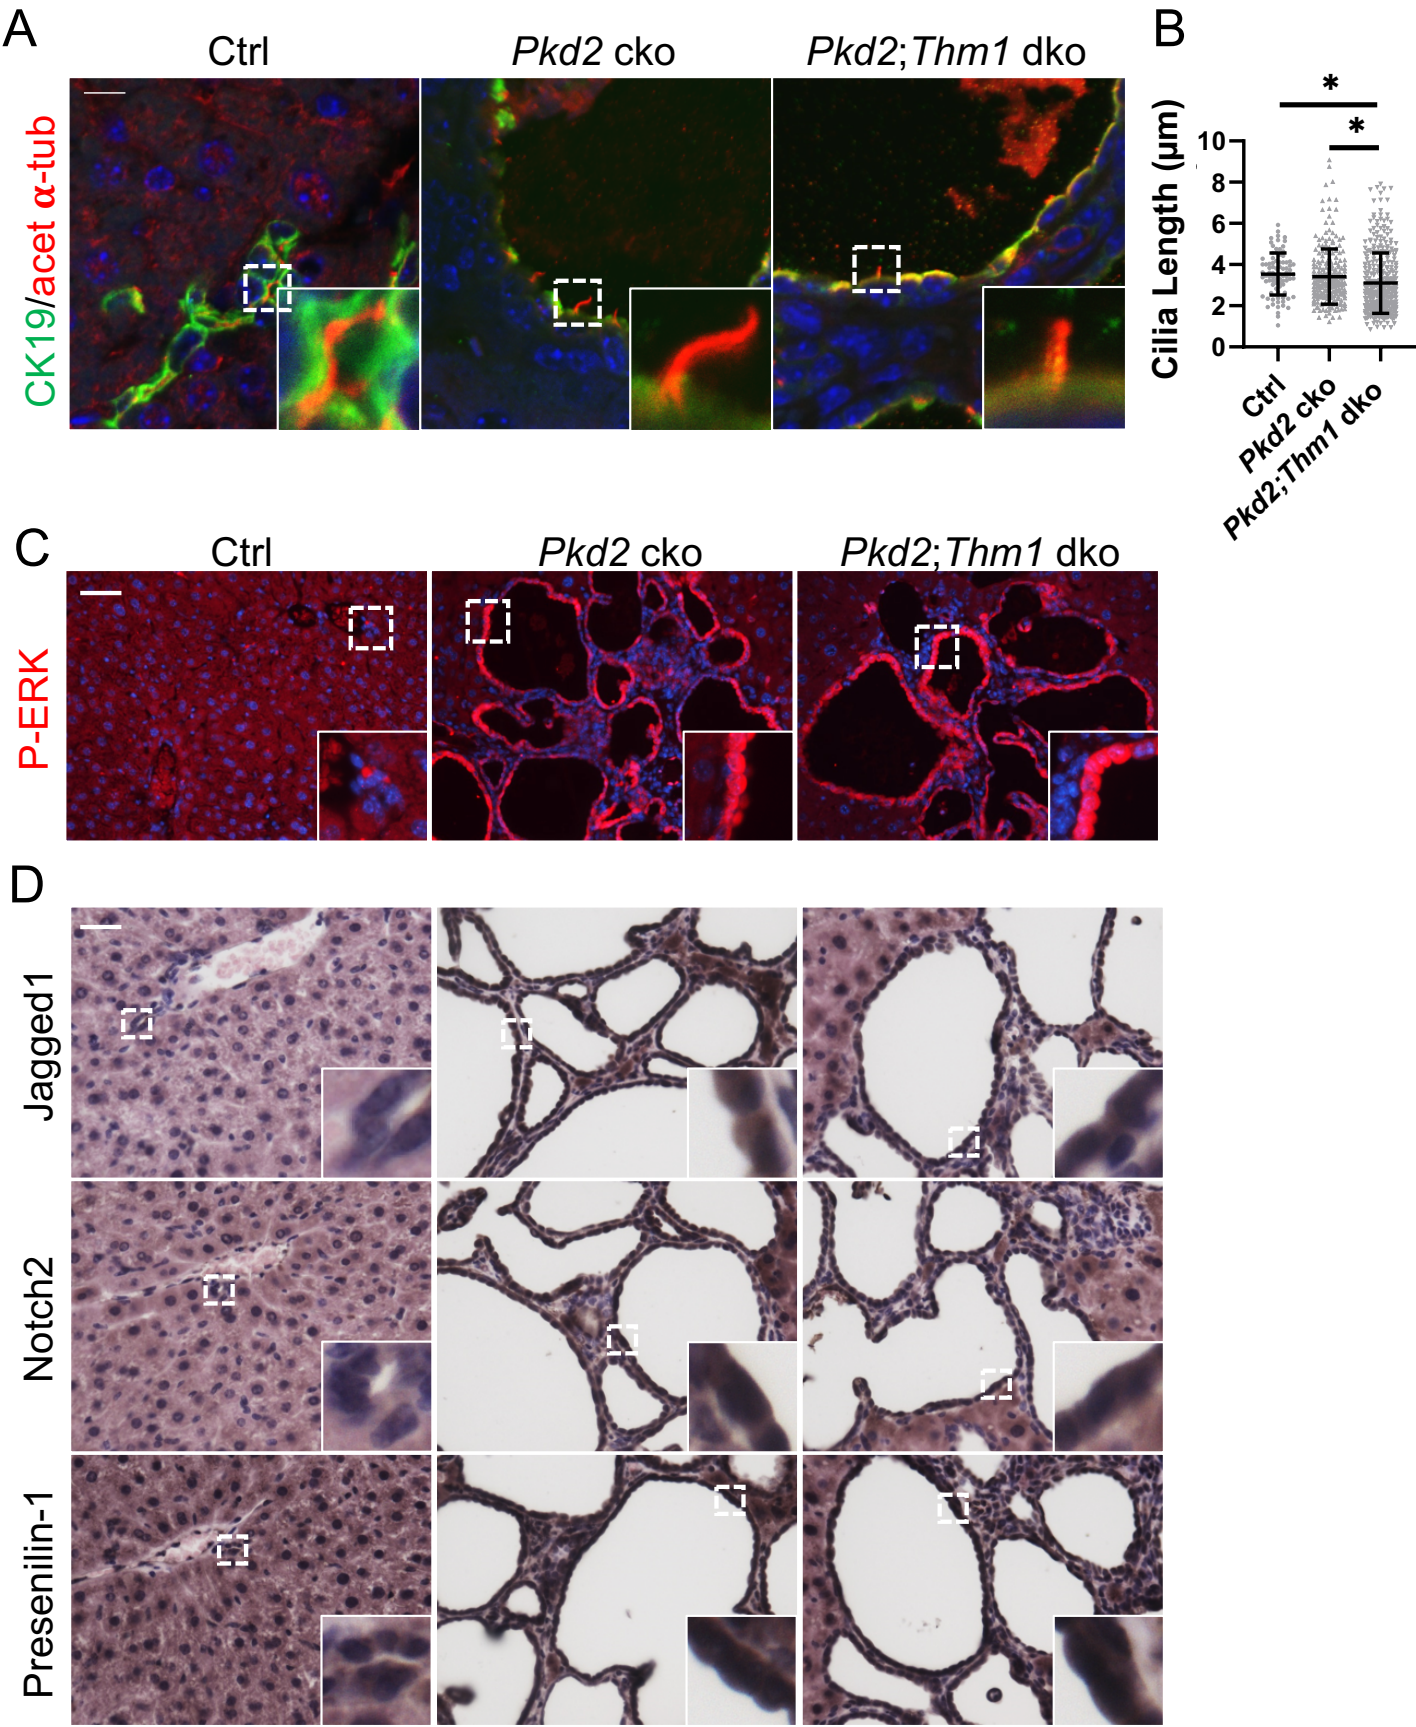 A
Ctrl
Pkd2 cko
Pkd2;Thm1 dko
CK19/acet α-tub
B
*
*
Cilia Length (µm)
10
8
6
4
2
0
Ctrl
Pkd2 cko
Pkd2;Thm1 dko
C
Ctrl
Pkd2 cko
Pkd2;Thm1 dko
P-ERK
D
Jagged1
Notch2
Presenilin-1